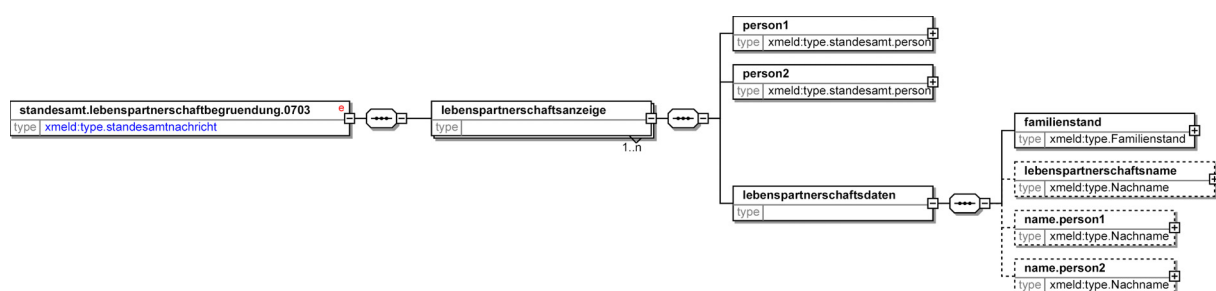 standesamt.lebenspartnerschaftbegruendung.0703 e
type xmeld:type.standesamtnachricht
lebenspartnerschaftsanzeige
type
1..n
person1
type xmeld:type.standesamt.person
person2
type xmeld:type.standesamt.person
lebenspartnerschaftsdaten
type
familienstand
type xmeld:type.Familienstand
lebenspartnerschaftsname
type xmeld:type.Nachname
name.person1
type xmeld:type.Nachname
name.person2
type xmeld:type.Nachname